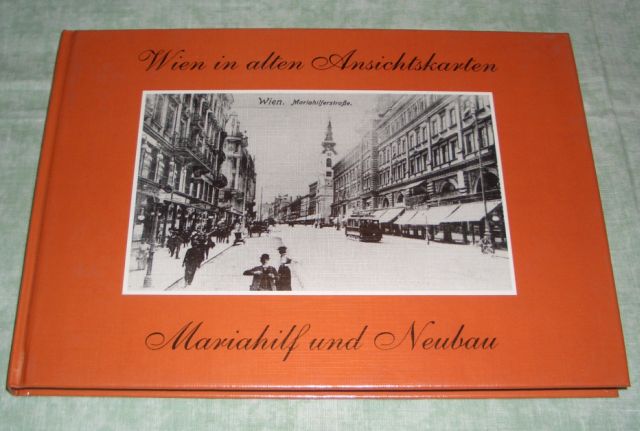 Wien in alten Ansichtskarten
Wien. Mariahilferstraße.
Mariahilf und Neubau